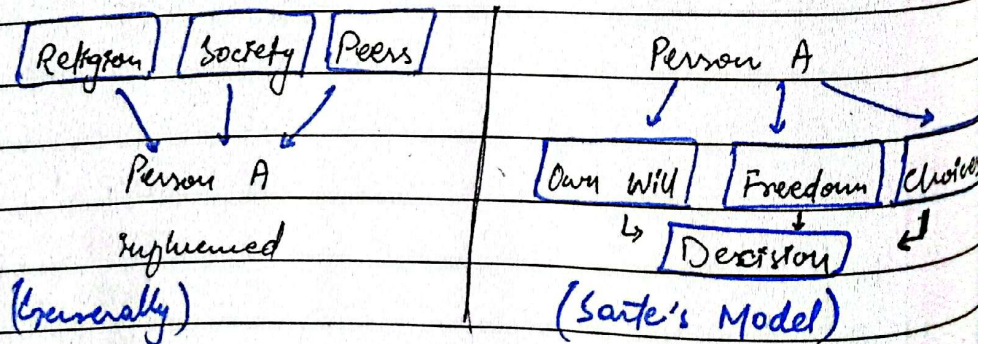 Religion Society Peers
Person A
influenced
(Generally)
Person A
Own Will Freedom Choices
Decision
(Sarte's Model)